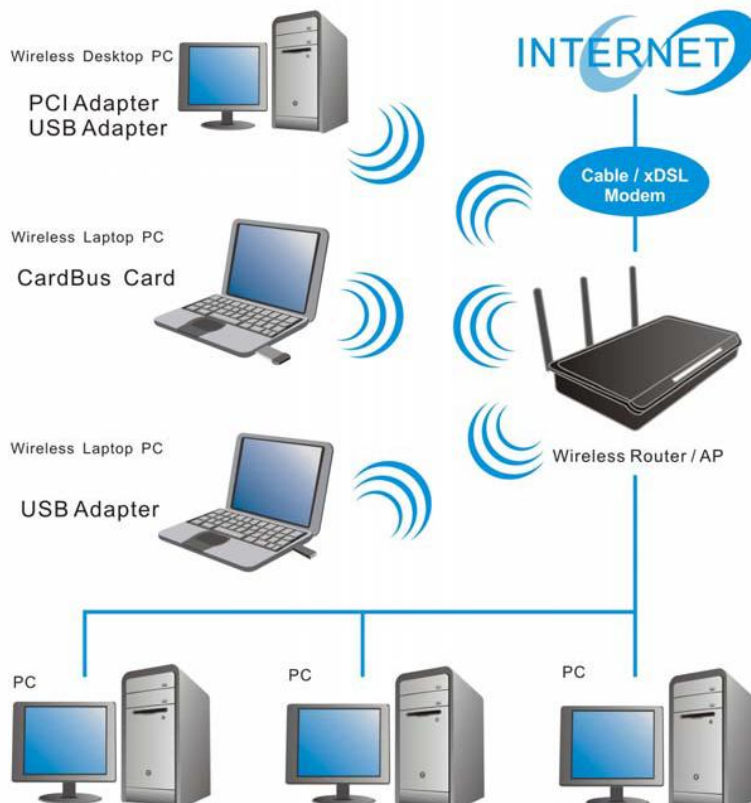 Wireless Desktop PC
PCI Adapter
USB Adapter
INTERNET
Cable / xDSL
Modem
Wireless Laptop PC
CardBus Card
Wireless Laptop PC
USB Adapter
Wireless Router / AP
PC
PC
PC